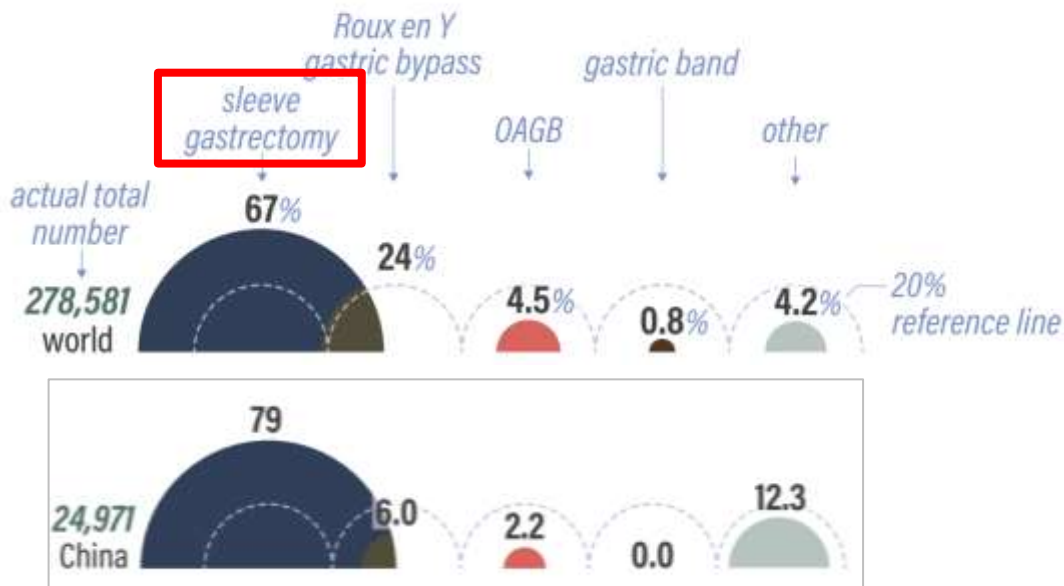 Roux en Y
gastric bypass
gastric band
sleeve
gastrectomy
OAGB
other
actual total
number
67%
24%
4.5%
0.8%
4.2%
20%
reference line
278,581
world
79
6.0
2.2
0.0
12.3
24,971
China